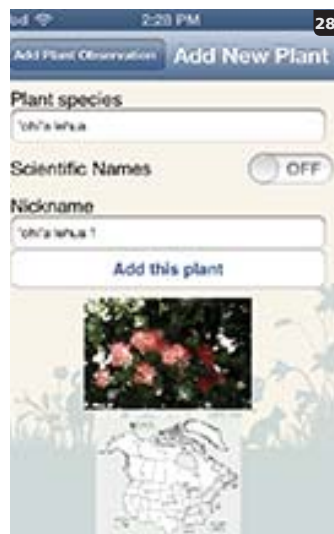 2:28 PM
28
Add Plant Observation
Add New Plant
Plant species
'ohi'a lehua
Scientific Names
OFF
Nickname
'ohi'a lehua 1
Add this plant